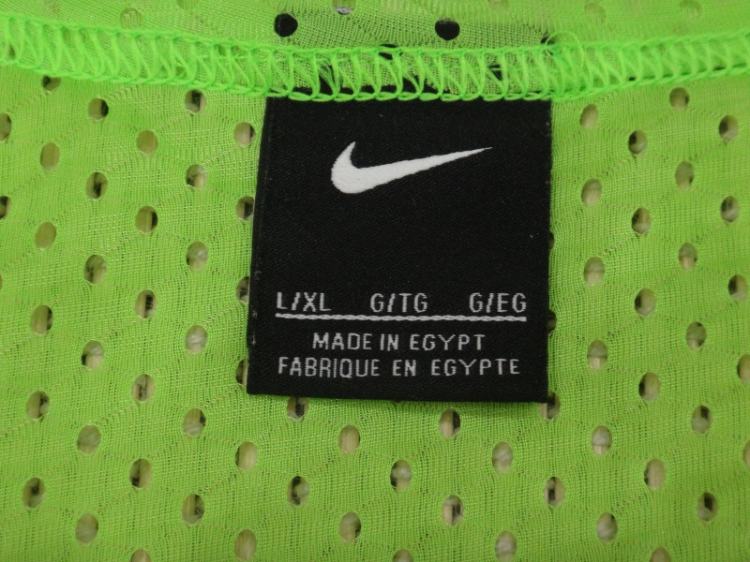 L/XL G/TG G/EG
MADE IN EGYPT
FABRIQUE EN EGYPTE